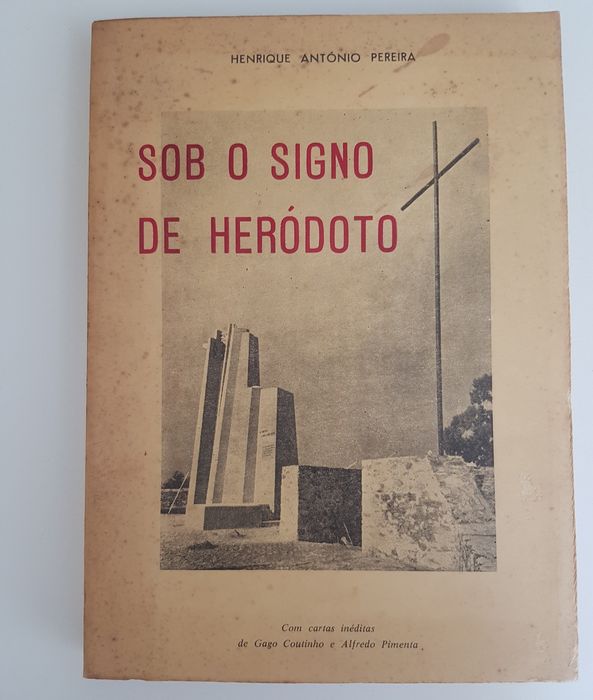 HENRIQUE ANTÓNIO PEREIRA
SOB O SIGNO
DE HERÓDOTO
Com cartas inéditas
de Gago Coutinho e Alfredo Pimenta